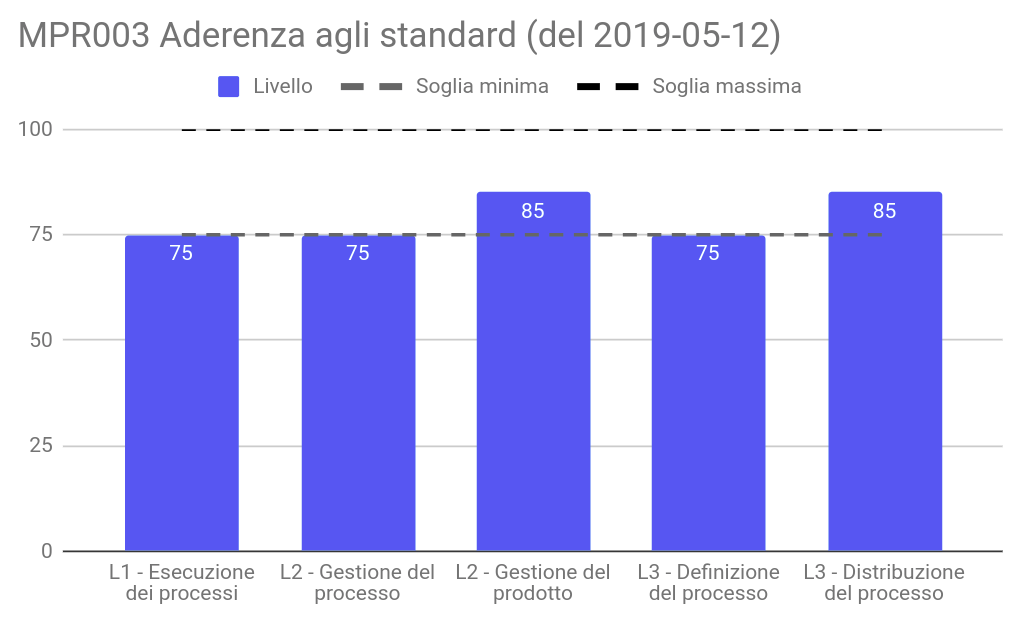 MPR003 Aderenza agli standard (del 2019-05-12)
Livello Soglia minima Soglia massima
100
75
50
25
0
75 75 85 75 85
L1 - Esecuzione dei processi
L2 - Gestione del processo
L2 - Gestione del prodotto
L3 - Definizione del processo
L3 - Distribuzione del processo